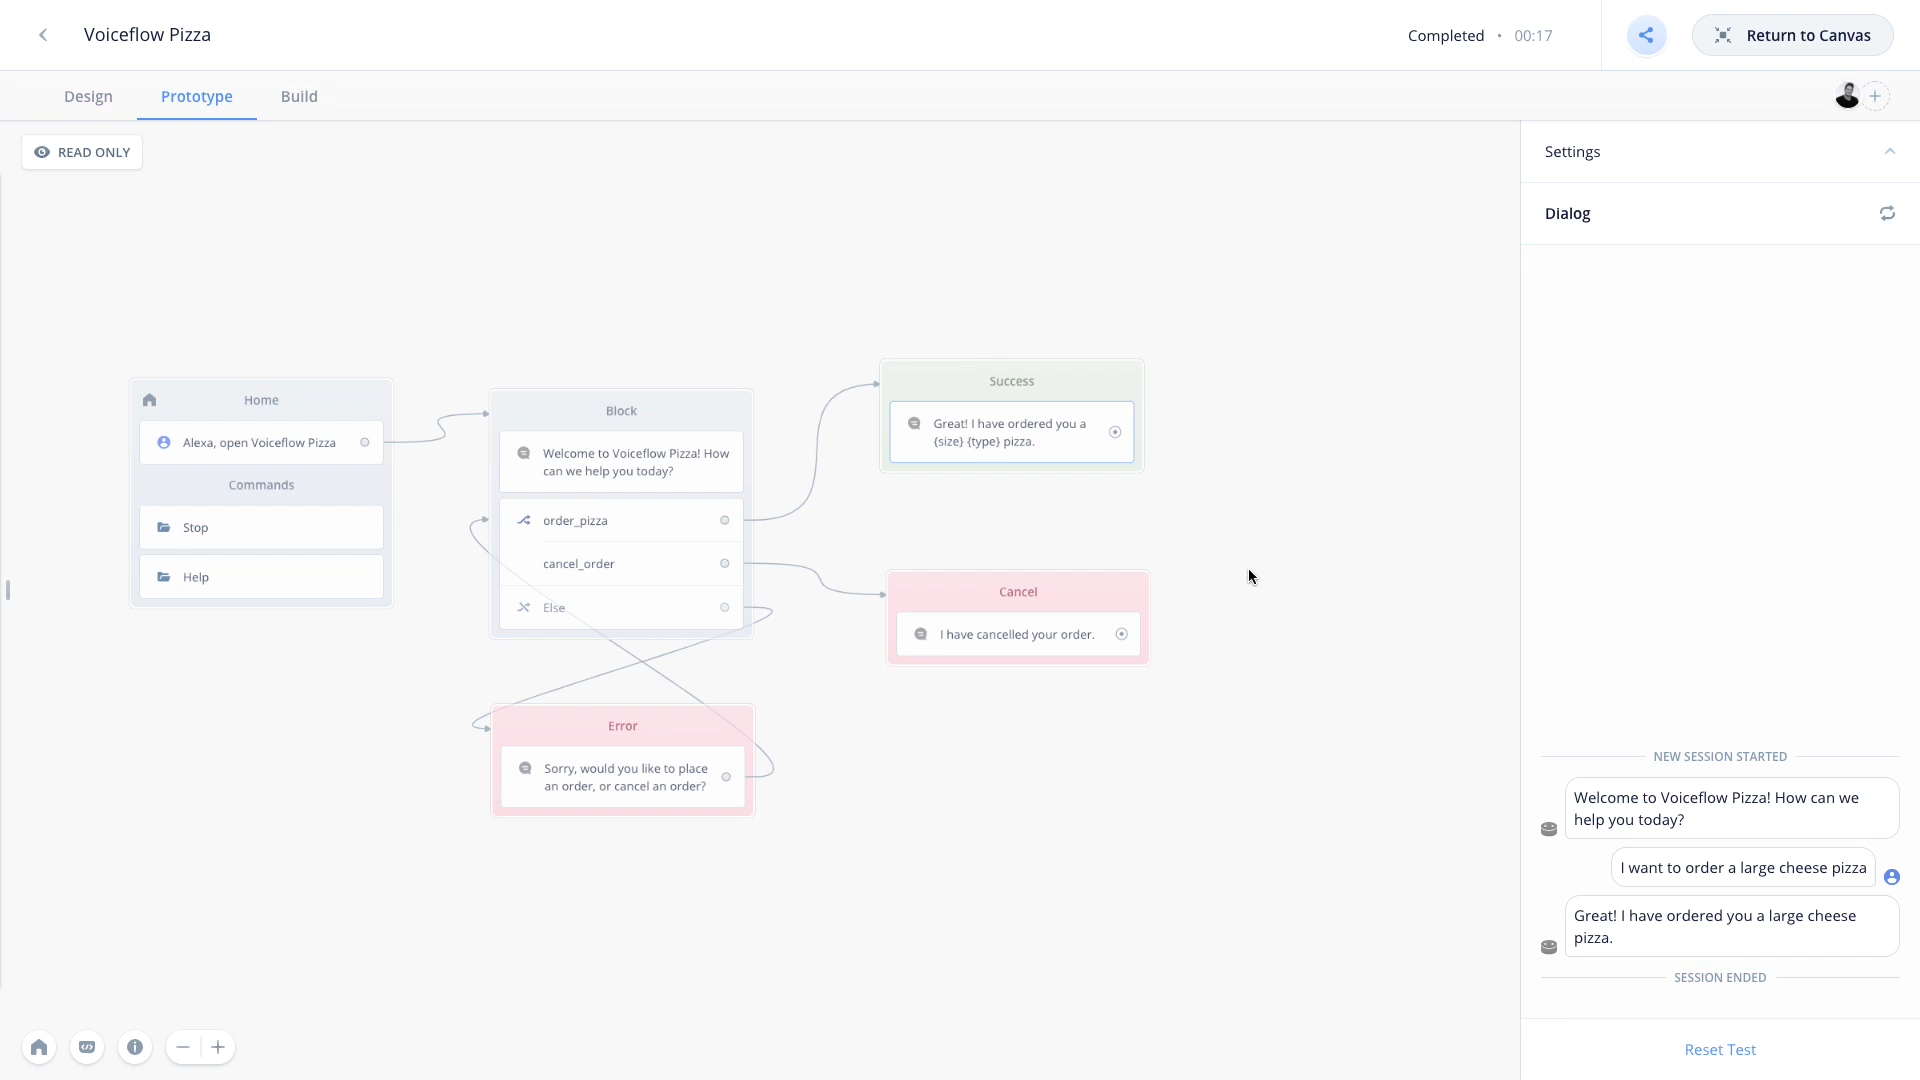 Voiceflow Pizza
Completed • 00:17
Return to Canvas
Design
Prototype
Build
READ ONLY
Home
Alexa, open Voiceflow Pizza
Commands
Stop
Help
Block
Welcome to Voiceflow Pizza! How
can we help you today?
order_pizza
cancel_order
Else
Success
Great! I have ordered you a
{size} {type} pizza.
Cancel
I have cancelled your order.
Error
Sorry, would you like to place
an order, or cancel an order?
Settings
Dialog
NEW SESSION STARTED
Welcome to Voiceflow Pizza! How can we
help you today?
I want to order a large cheese pizza
Great! I have ordered you a large cheese
pizza.
SESSION ENDED
Reset Test